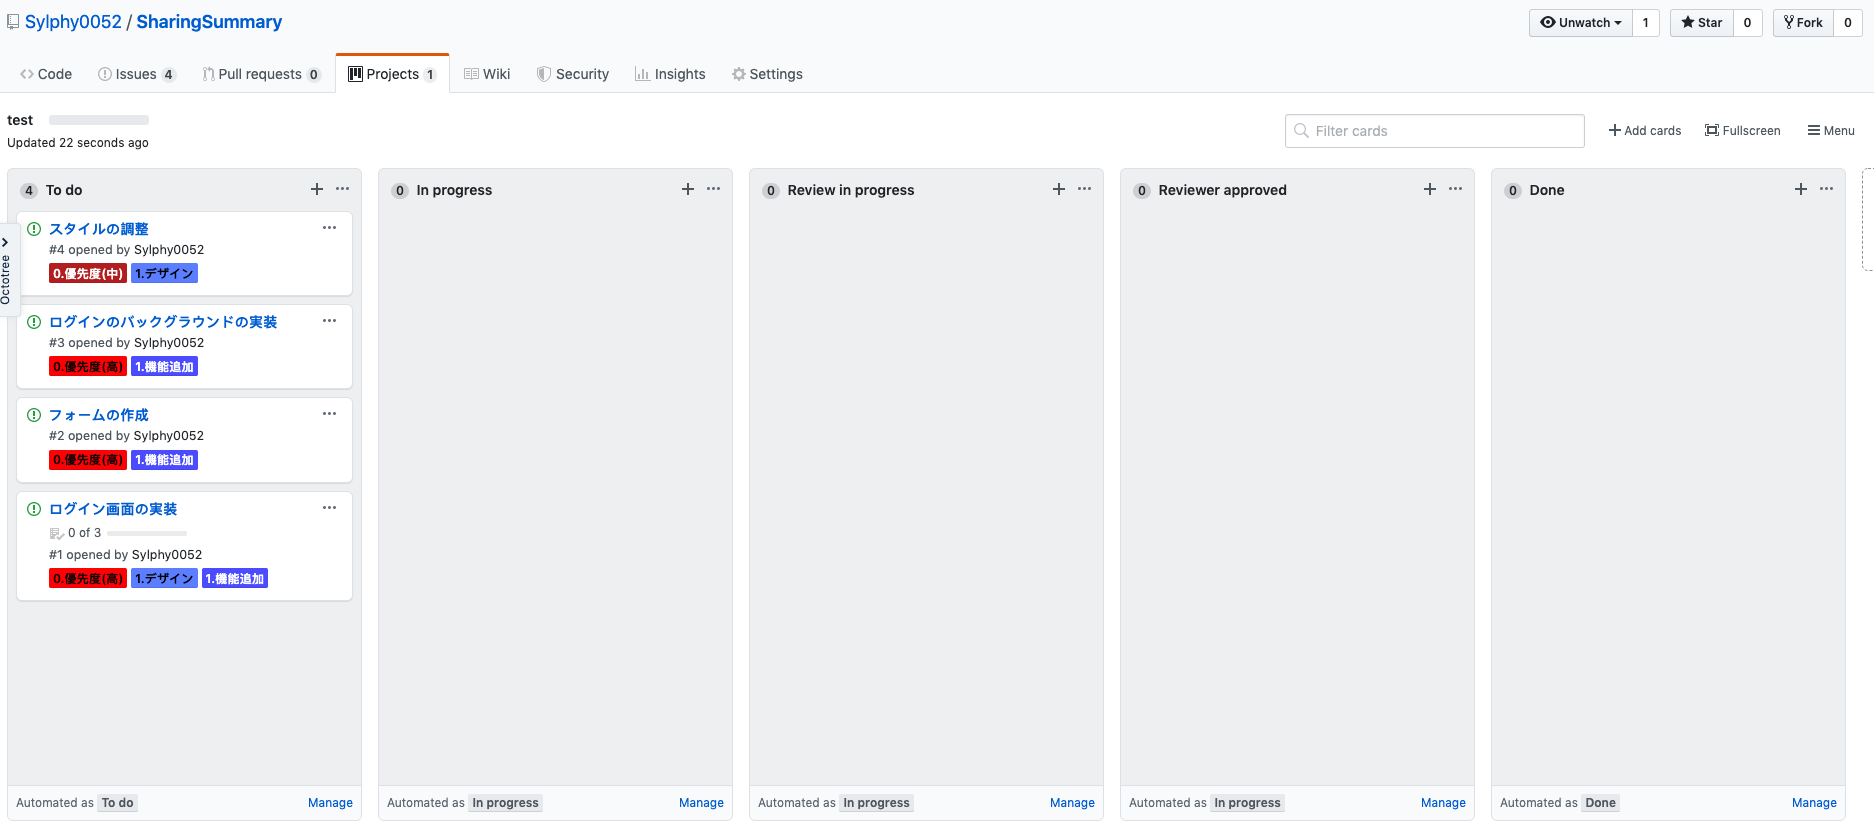 Sylphy0052 / SharingSummary
Unwatch 1 Star 0 Fork 0
Code Issues 4 Pull requests 0 Projects 1 Wiki Security Insights Settings
test
Updated 22 seconds ago
Filter cards
Add cards Fullscreen Menu
4 To do
スタイルの調整
#4 opened by Sylphy0052
0.優先度(中) 1.デザイン
ログインのバックグラウンドの実装
#3 opened by Sylphy0052
0.優先度(高) 1.機能追加
フォームの作成
#2 opened by Sylphy0052
0.優先度(高) 1.機能追加
ログイン画面の実装
0 of 3
#1 opened by Sylphy0052
0.優先度(高) 1.デザイン 1.機能追加
Automated as To do Manage
0 In progress
Automated as In progress Manage
0 Review in progress
Automated as In progress Manage
0 Reviewer approved
Automated as In progress Manage
0 Done
Automated as Done Manage
Octotree